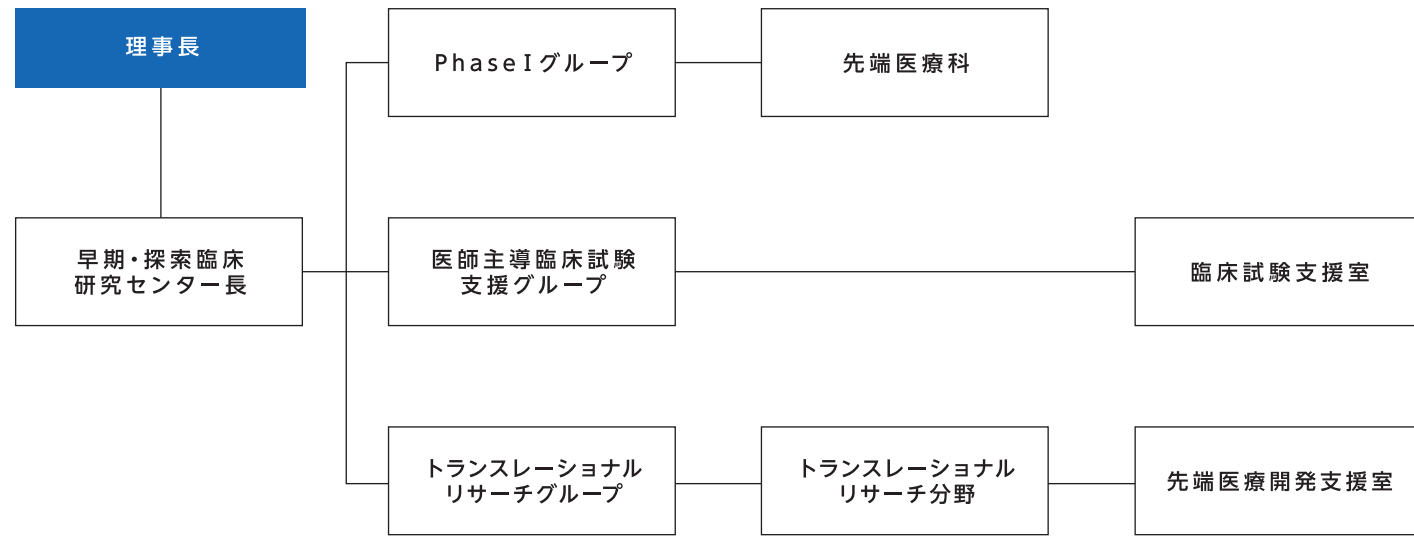 理事長
PhaseⅠグループ
先端医療科
早期・探索臨床
研究センター長
医師主導臨床試験
支援グループ
臨床試験支援室
トランスレーショナル
リサーチグループ
トランスレーショナル
リサーチ分野
先端医療開発支援室